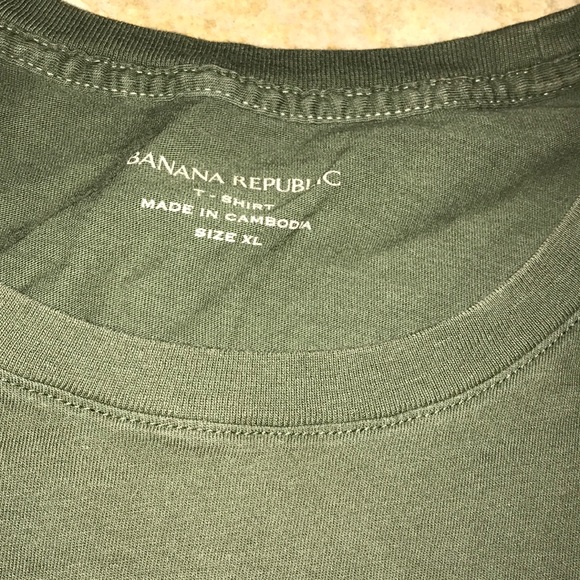 BANANA REPUBLIC
T-SHIRT
MADE IN CAMBODIA
SIZE XL